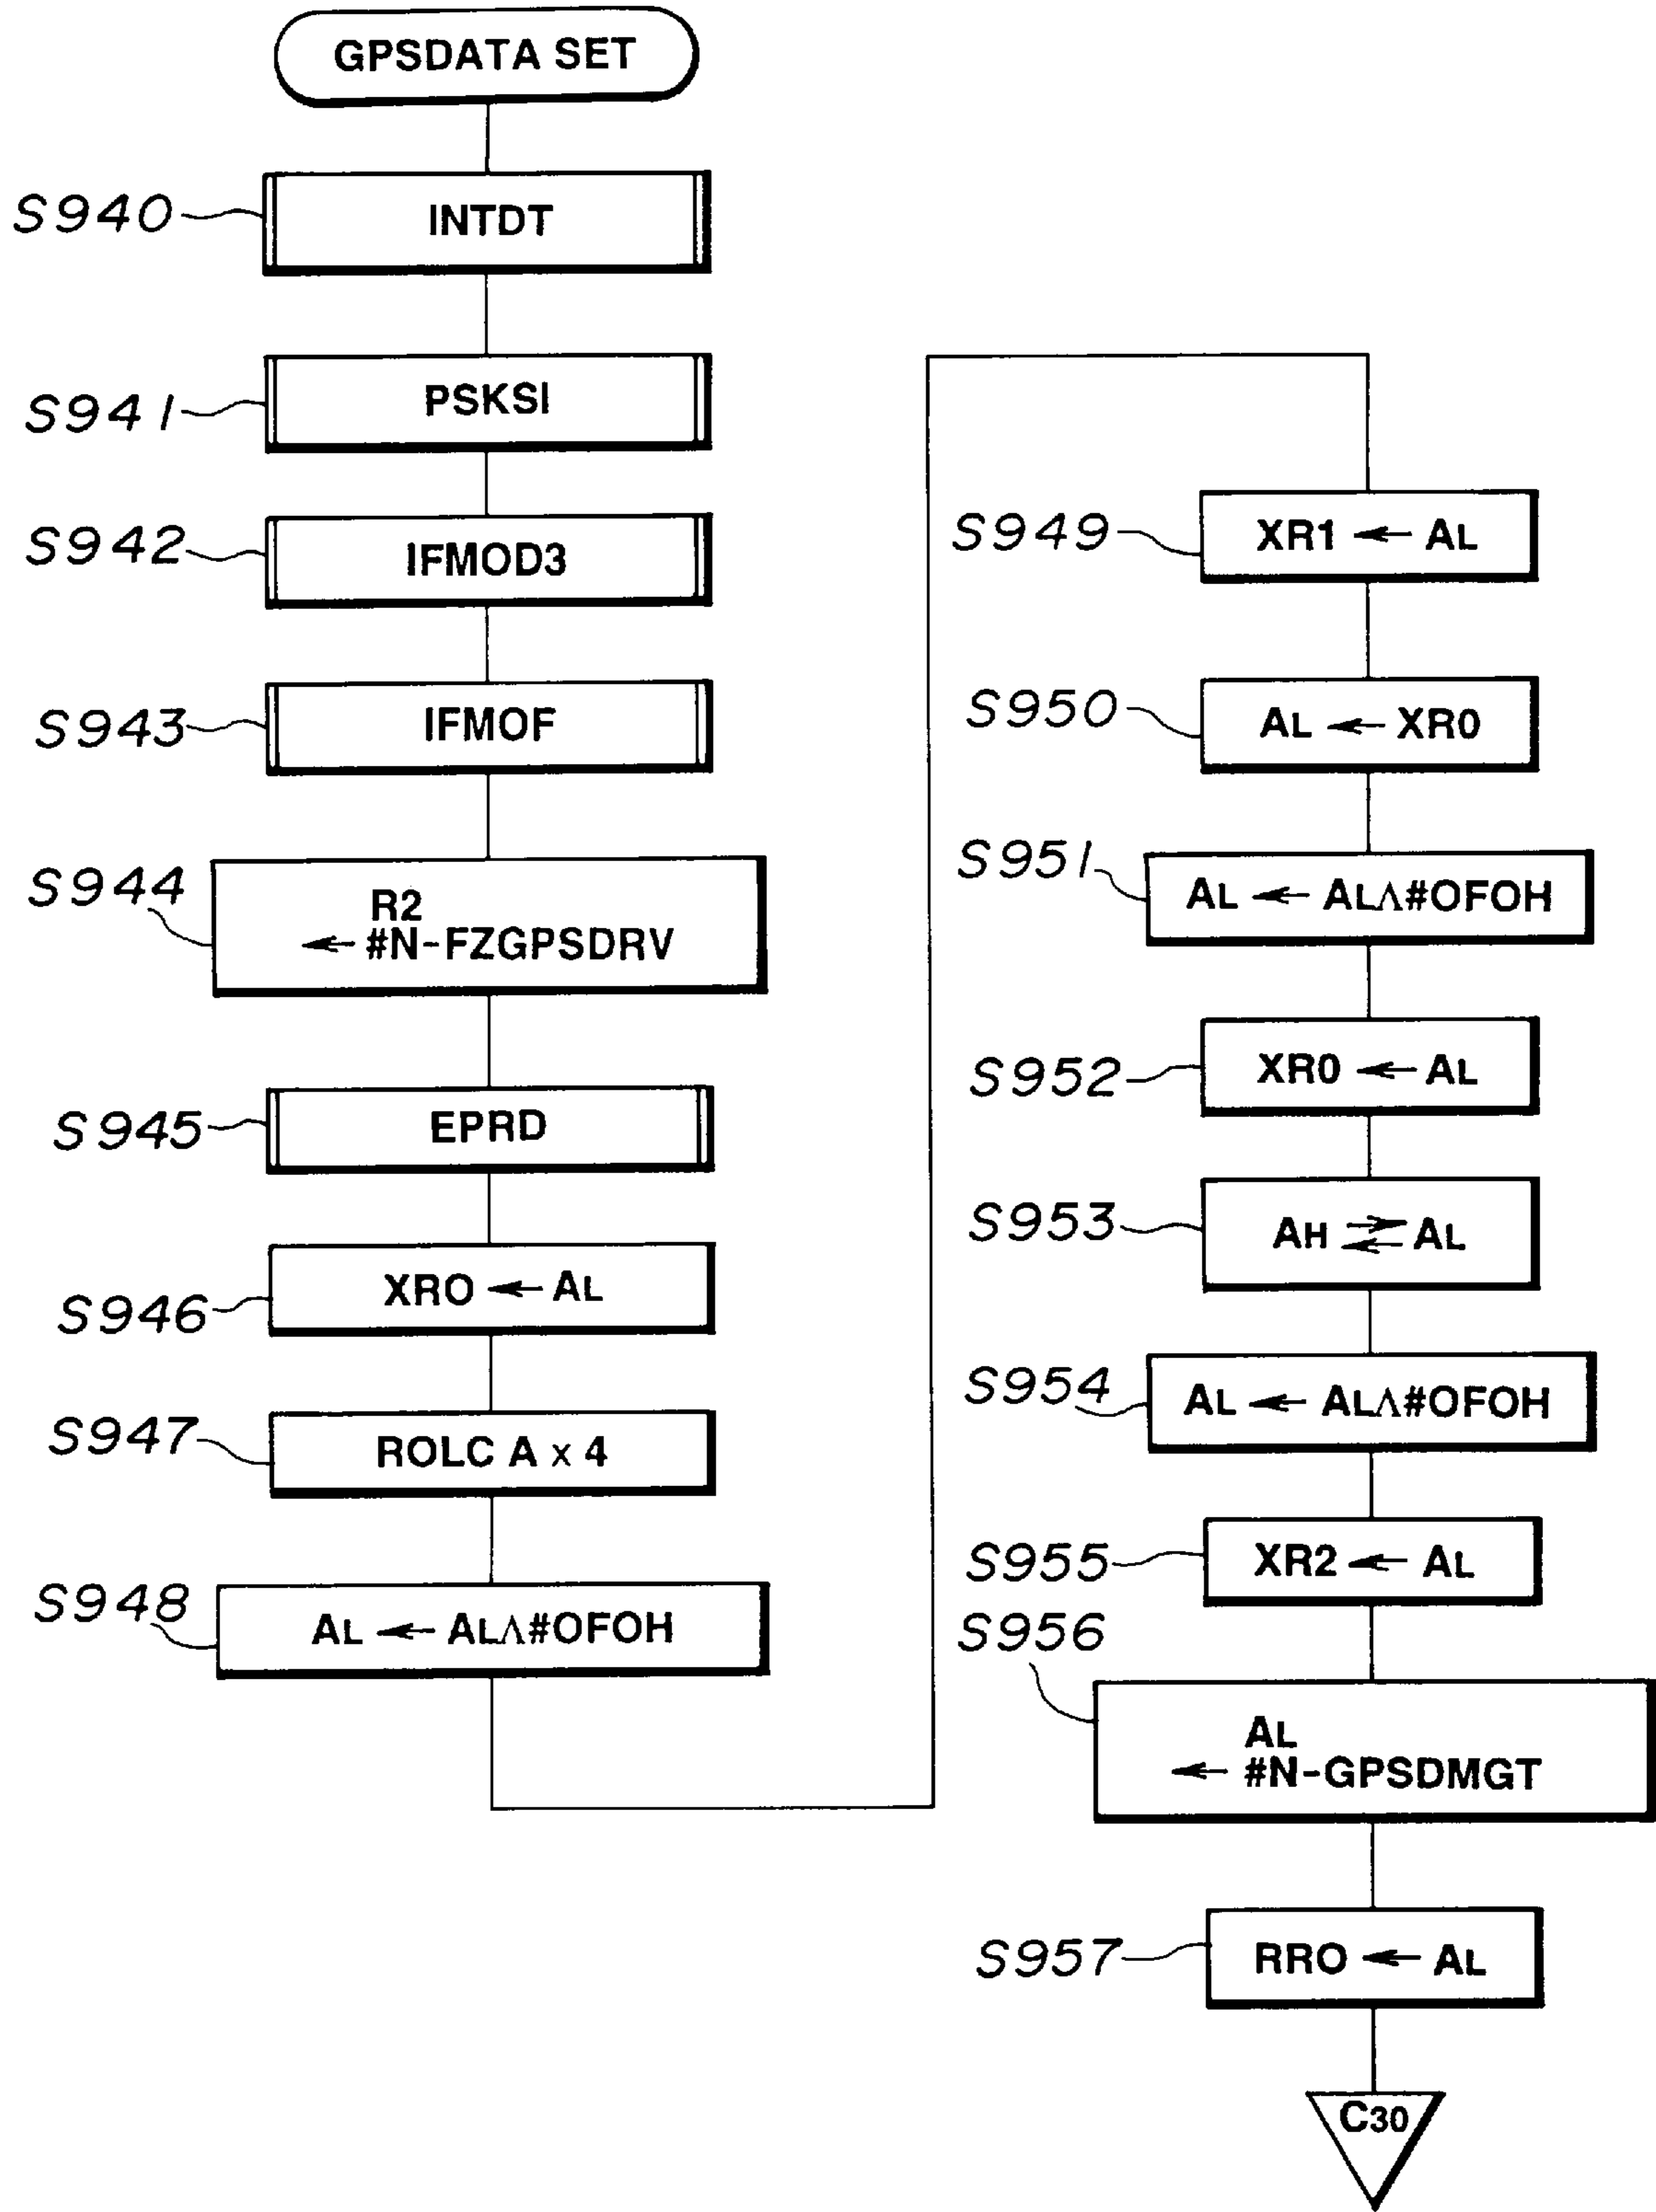 GPSDATA SET
S940
INTDT
S941
PSKSI
S942
IFMOD3
S943
IFMOF
S944
R2
← #N-FZGPSDRV
S945
EPRD
S946
XRO ← AL
S947
ROLC A x 4
S948
AL ← ALΛ#OFOH
S949
XR1 ← AL
S950
AL ← XR0
S951
AL ← ALΛ#OFOH
S952
XR0 ← AL
S953
AH ⇄ AL
S954
AL ← ALΛ#OFOH
S955
XR2 ← AL
S956
AL
← #N-GPSDMGT
S957
RRO ← AL
C30